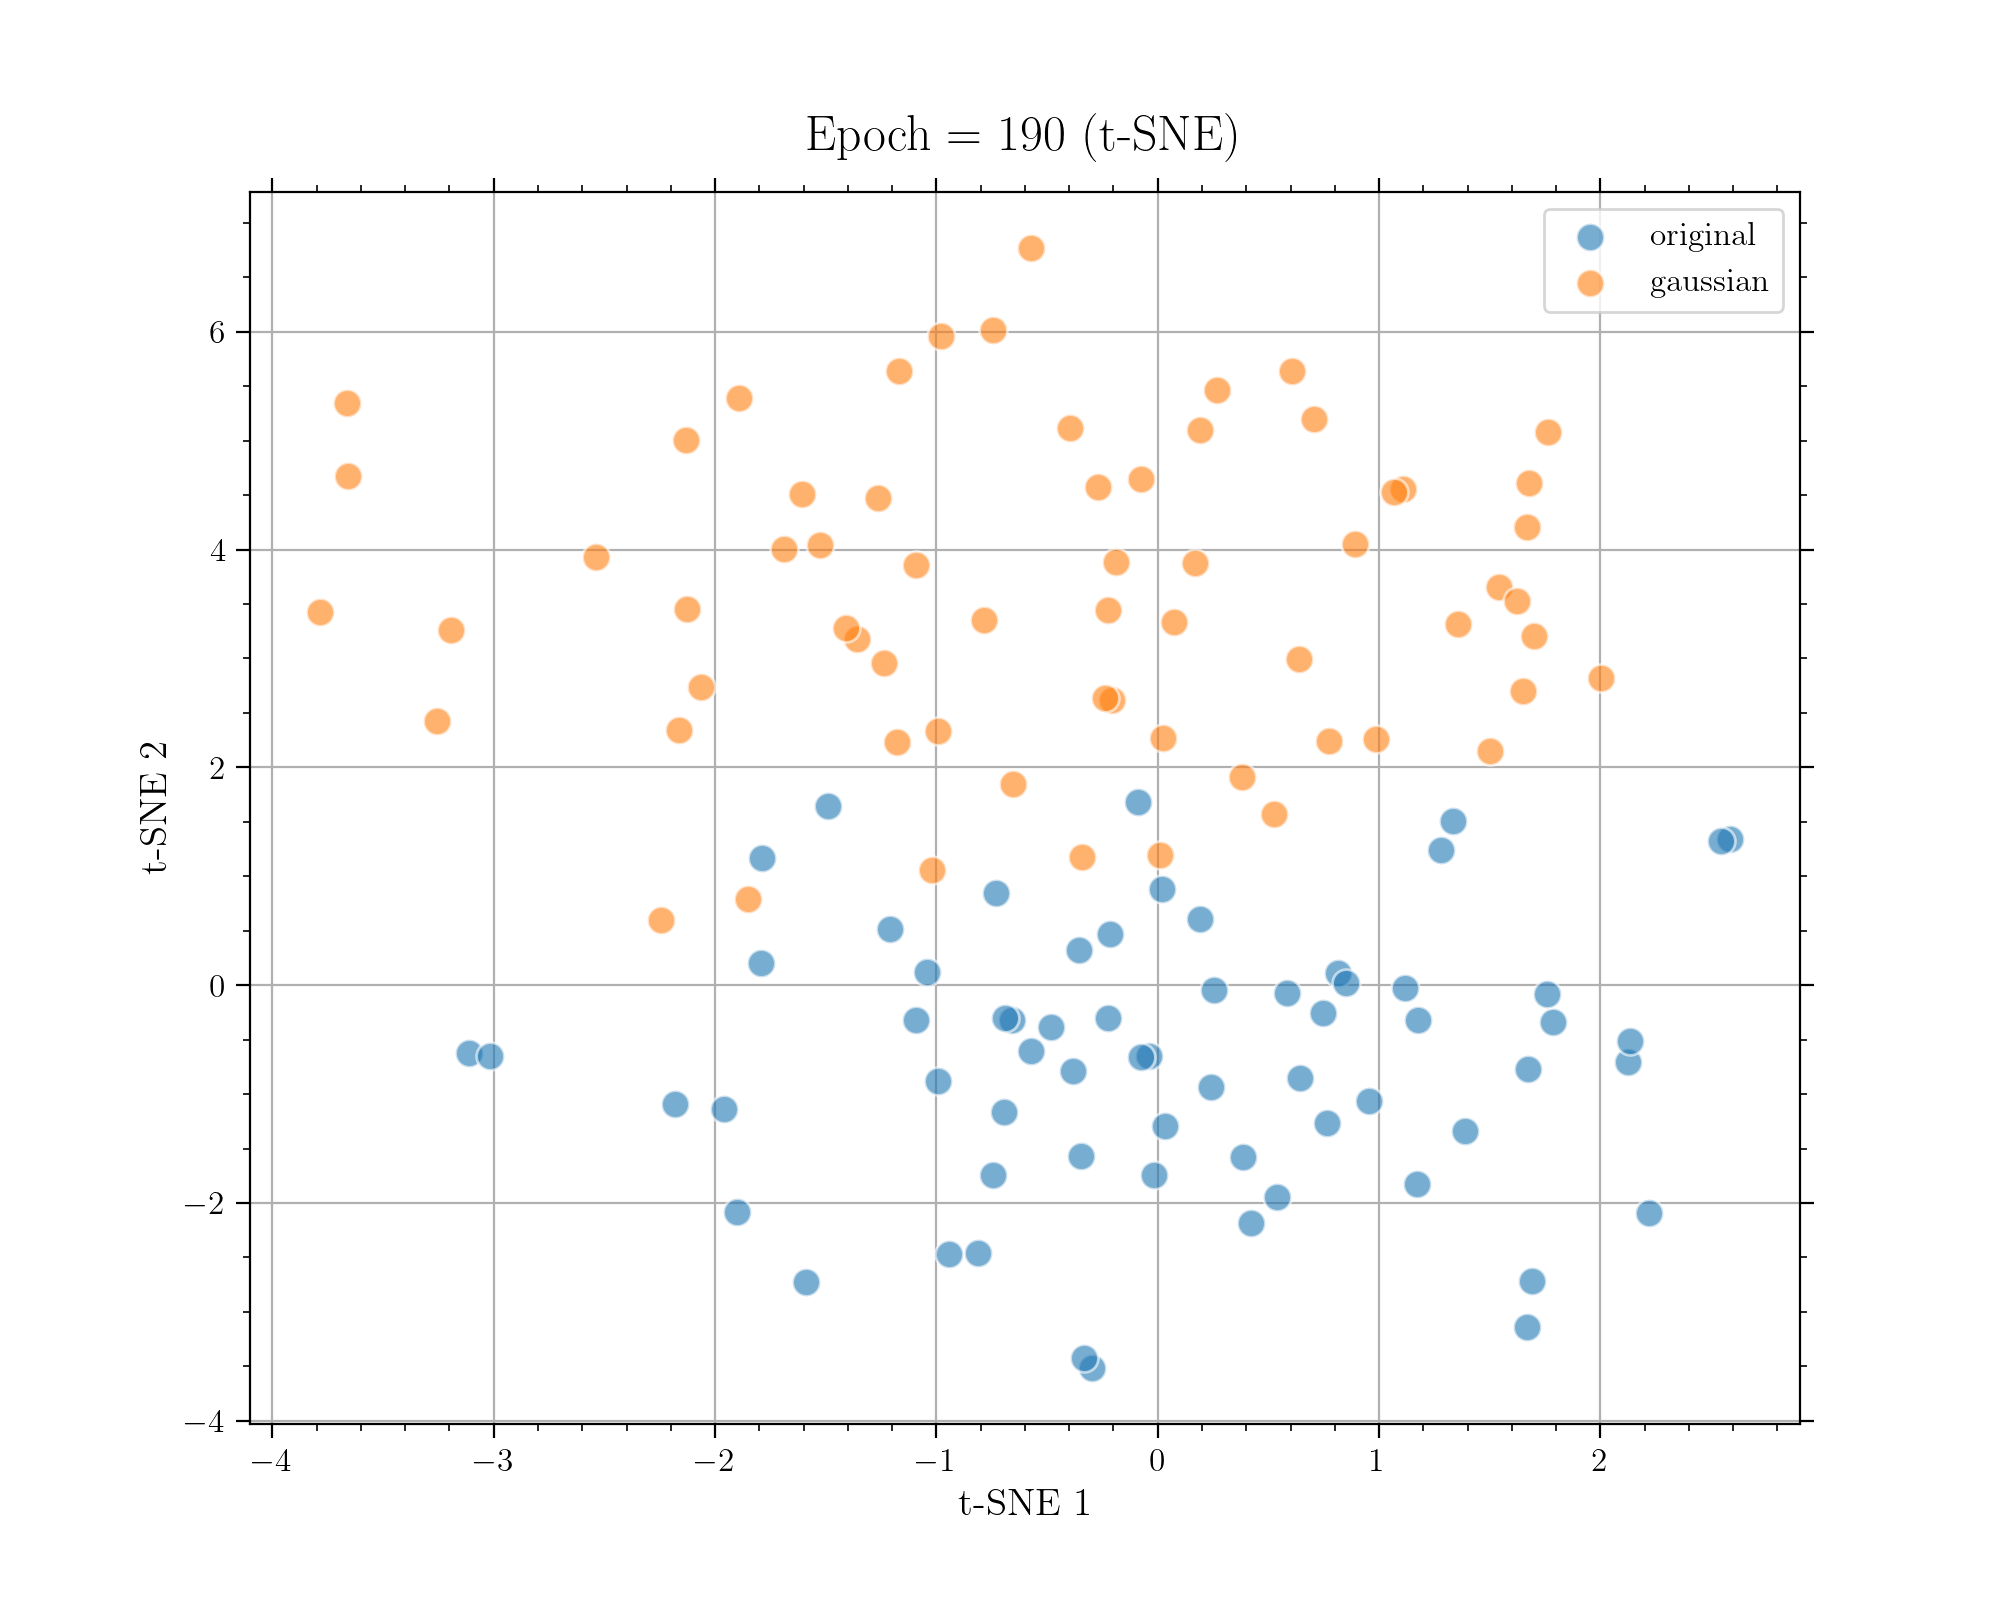 Epoch = 190 (t-SNE)
original
gaussian
6
4
2
0
−2
−4
t-SNE 2
−4 −3 −2 −1 0 1 2
t-SNE 1